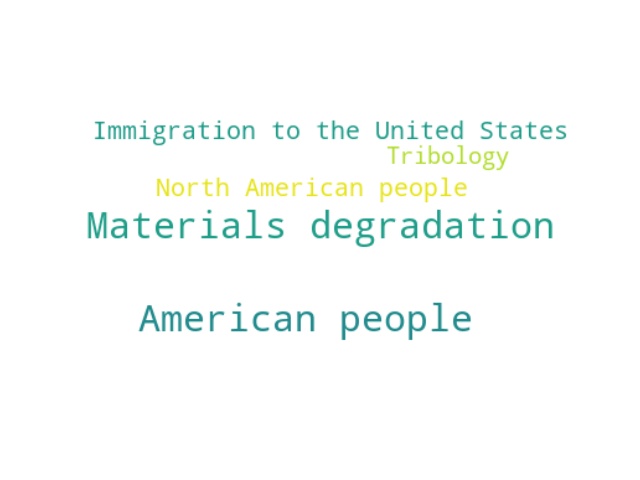 Immigration to the United States
Tribology
North American people
Materials degradation
American people